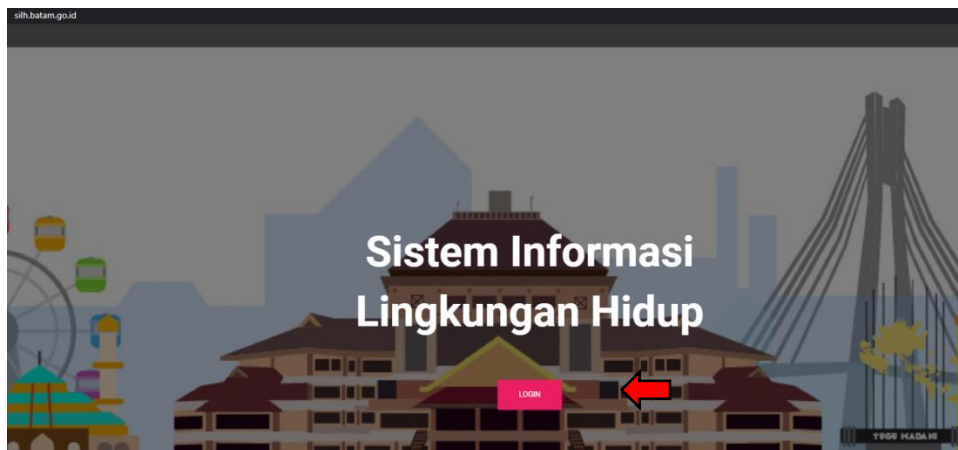 silh.batam.go.id
Sistem Informasi
Lingkungan Hidup
LOGIN
TUGU MADANI